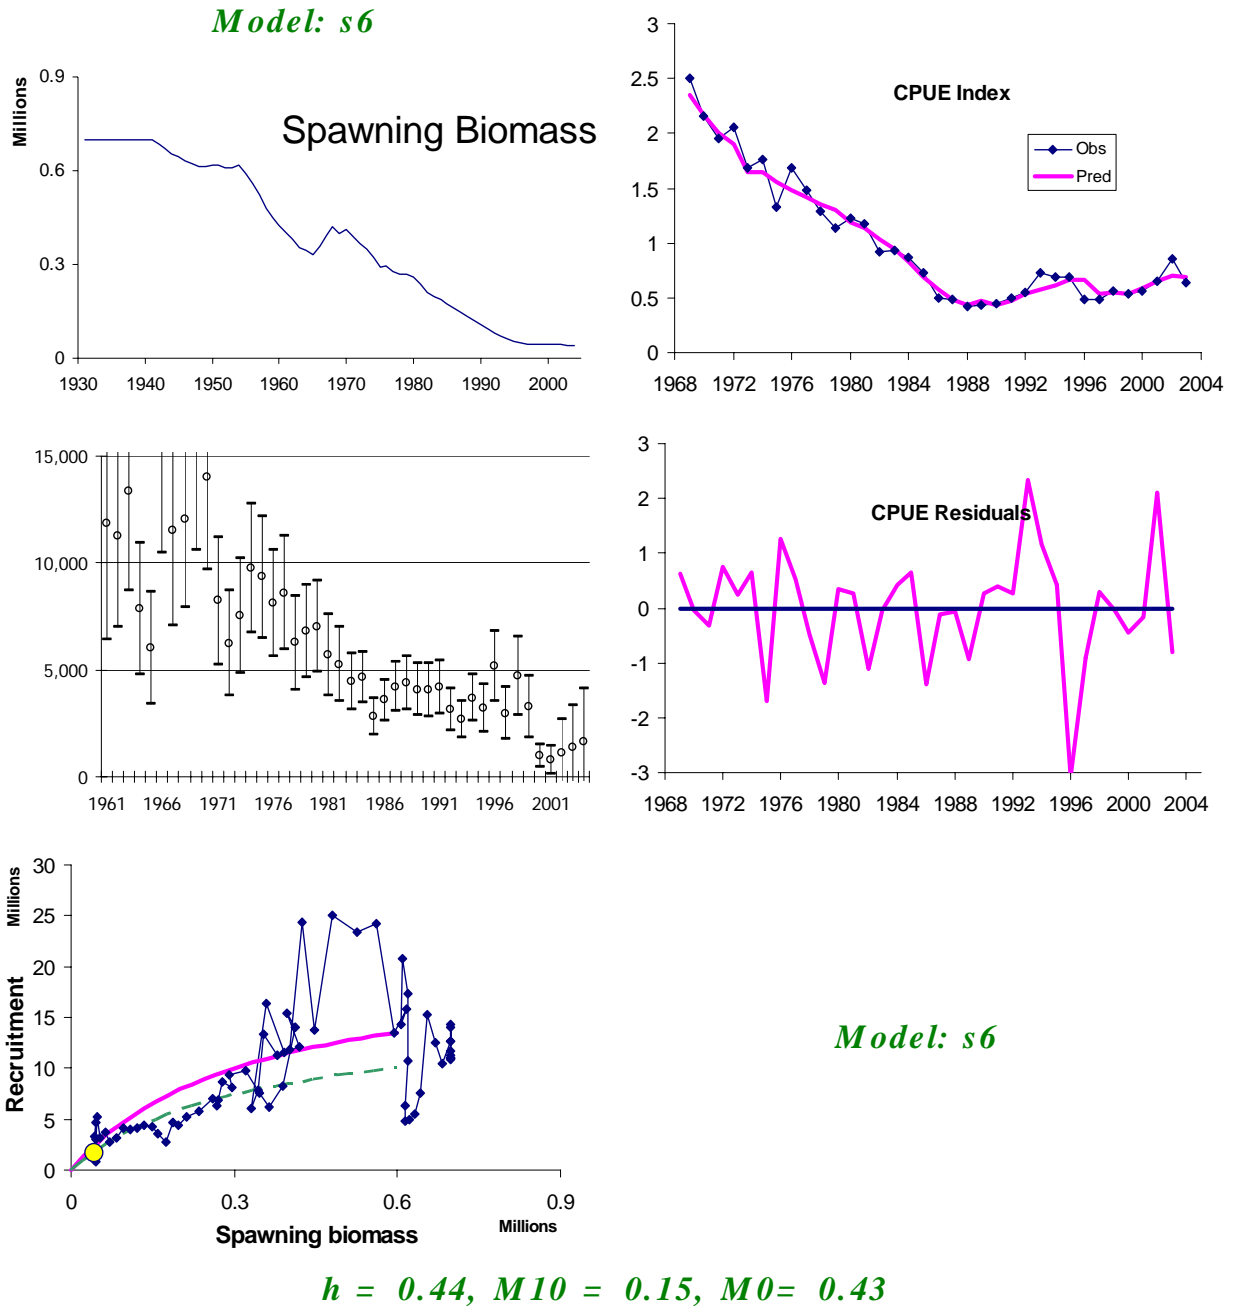 Model: s6
Millions
0.9
0.6
0.3
0
Spawning Biomass
1930 1940 1950 1960 1970 1980 1990 2000
3
2.5
2
1.5
1
0.5
0
CPUE Index
Obs
Pred
1968 1972 1976 1980 1984 1988 1992 1996 2000 2004
15,000
10,000
5,000
0
1961 1966 1971 1976 1981 1986 1991 1996 2001
3
2
1
0
-1
-2
-3
CPUE Residuals
1968 1972 1976 1980 1984 1988 1992 1996 2000 2004
Millions
Recruitment
30
25
20
15
10
5
0
0 0.3 0.6 0.9
Spawning biomass
Millions
Model: s6
h = 0.44, M10 = 0.15, M0= 0.43